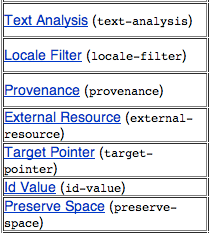 Text Analysis (text-analysis)
Locale Filter (locale-filter)
Provenance (provenance)
External Resource (external-
resource)
Target Pointer (target-
pointer)
Id Value (id-value)
Preserve Space (preserve-
space)